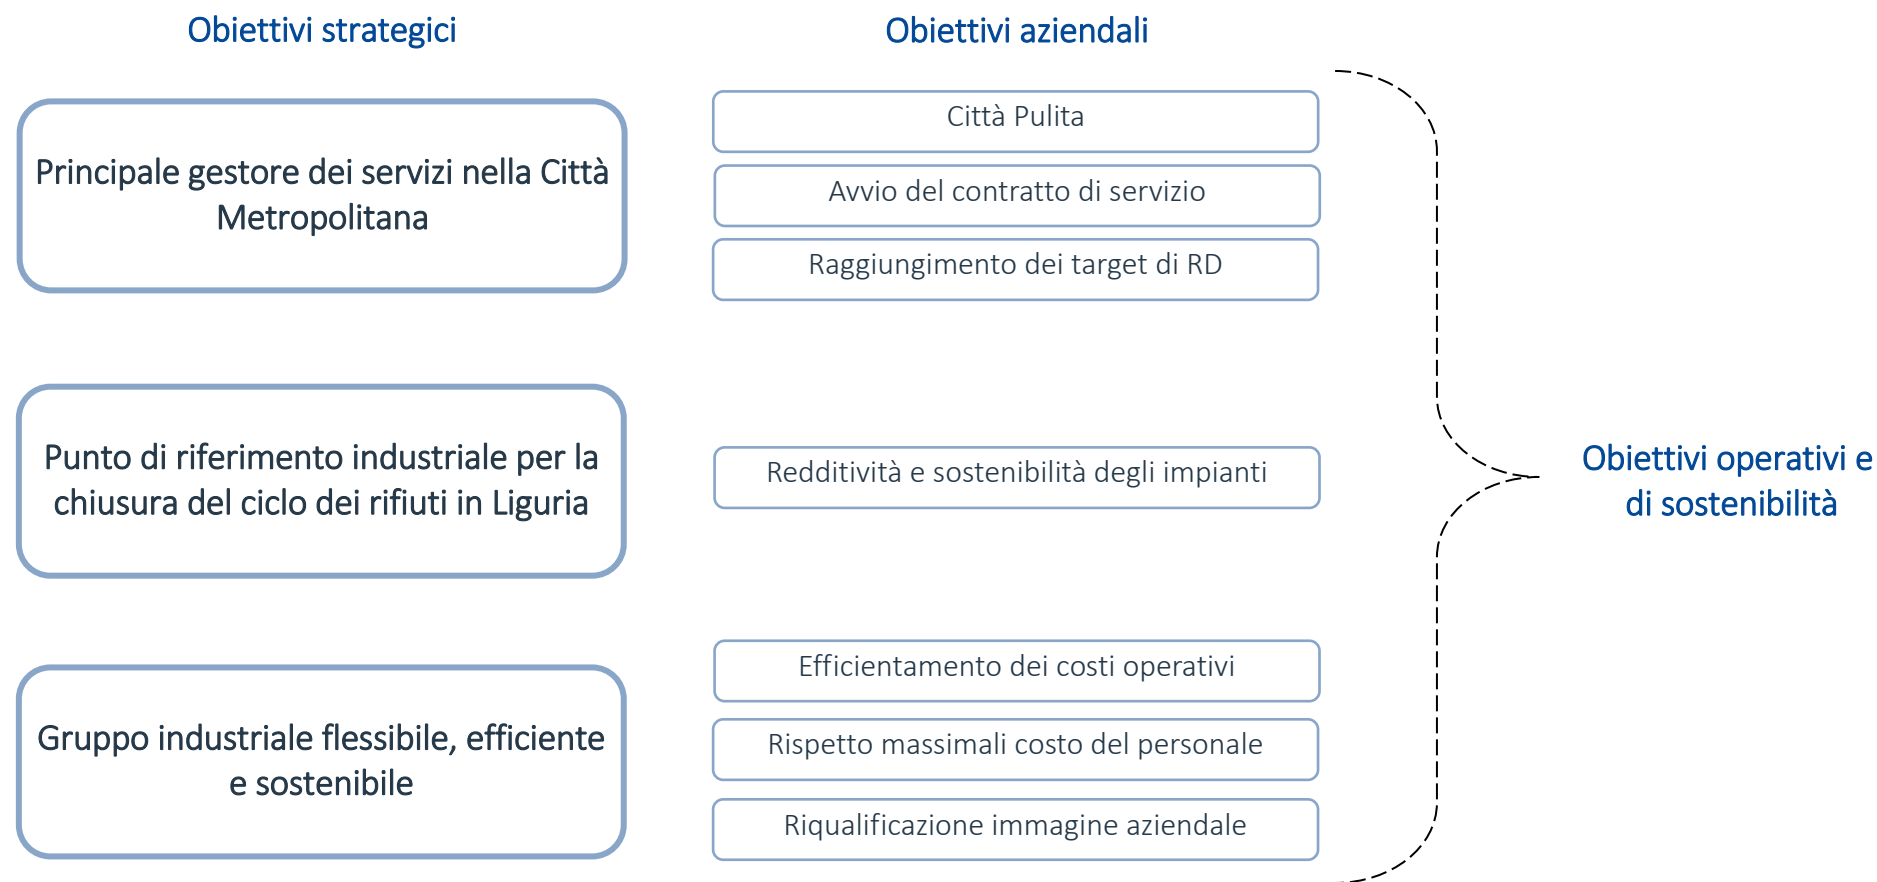 Obiettivi strategici
Obiettivi aziendali
Principale gestore dei servizi nella Città
Metropolitana
Città Pulita
Avvio del contratto di servizio
Raggiungimento dei target di RD
Punto di riferimento industriale per la
chiusura del ciclo dei rifiuti in Liguria
Redditività e sostenibilità degli impianti
Gruppo industriale flessibile, efficiente
e sostenibile
Efficientamento dei costi operativi
Rispetto massimali costo del personale
Riqualificazione immagine aziendale
Obiettivi operativi e
di sostenibilità